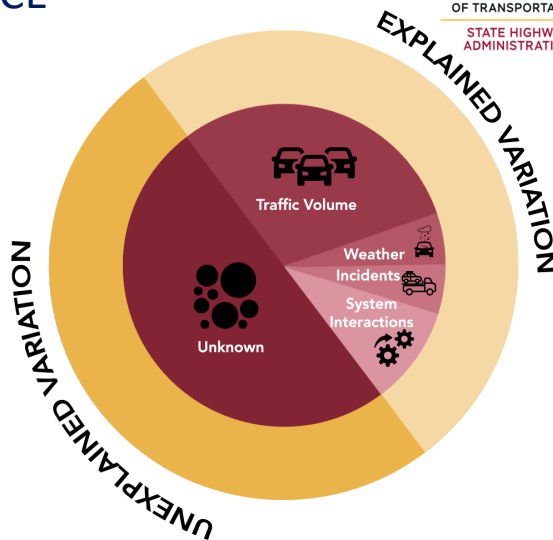 OF TRANSPORTA
STATE HIGHW
ADMINISTRATI
EXPLAINED VARIATION
Traffic Volume
Weather
Incidents
System
Interactions
Unknown
UNEXPLAINED VARIATION